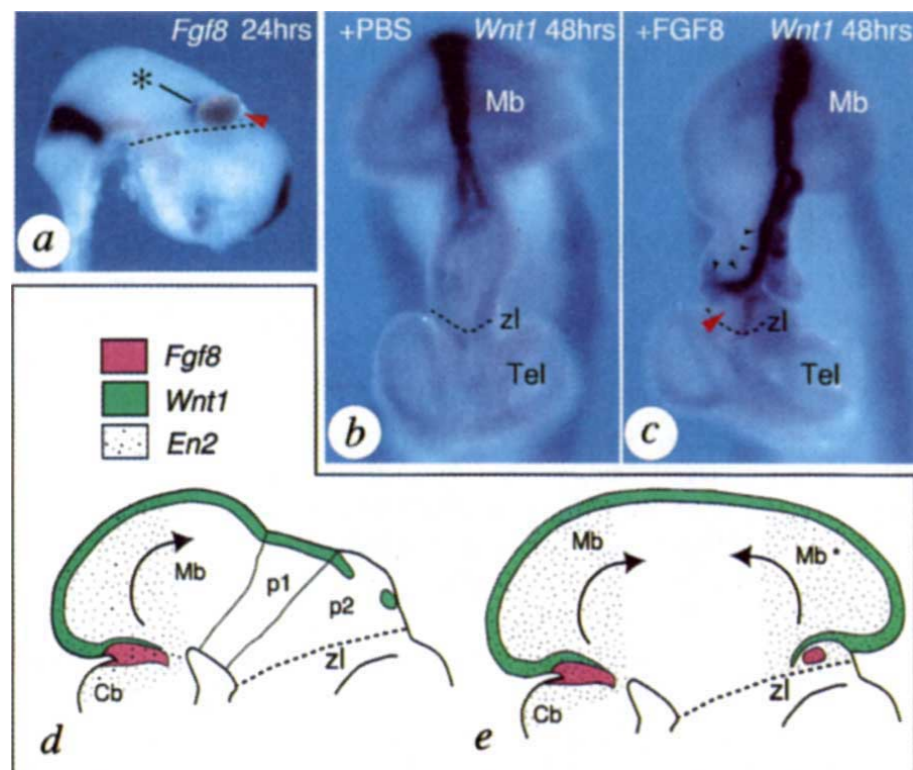 Fgf8 24hrs
*
a
+PBS Wnt1 48hrs
Mb
zl
Tel
b
+FGF8 Wnt1 48hrs
Mb
zl
Tel
c
Fgf8
Wnt1
En2
Mb
p1
p2
zl
Cb
d
Mb
Mb*
zl
Cb
e